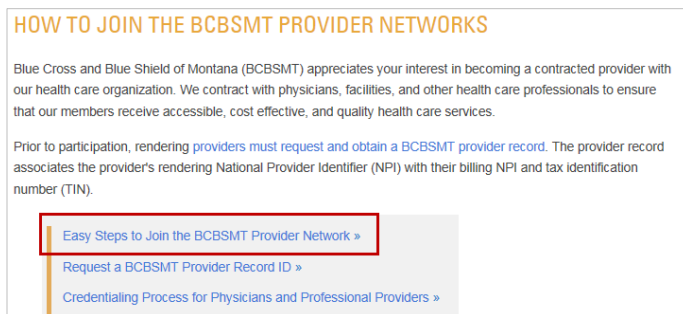 HOW TO JOIN THE BCBSMT PROVIDER NETWORKS
Blue Cross and Blue Shield of Montana (BCBSMT) appreciates your interest in becoming a contracted provider with
our health care organization. We contract with physicians, facilities, and other health care professionals to ensure
that our members receive accessible, cost effective, and quality health care services.
Prior to participation, rendering providers must request and obtain a BCBSMT provider record. The provider record
associates the provider's rendering National Provider Identifier (NPI) with their billing NPI and tax identification
number (TIN).
Easy Steps to Join the BCBSMT Provider Network »
Request a BCBSMT Provider Record ID »
Credentialing Process for Physicians and Professional Providers »